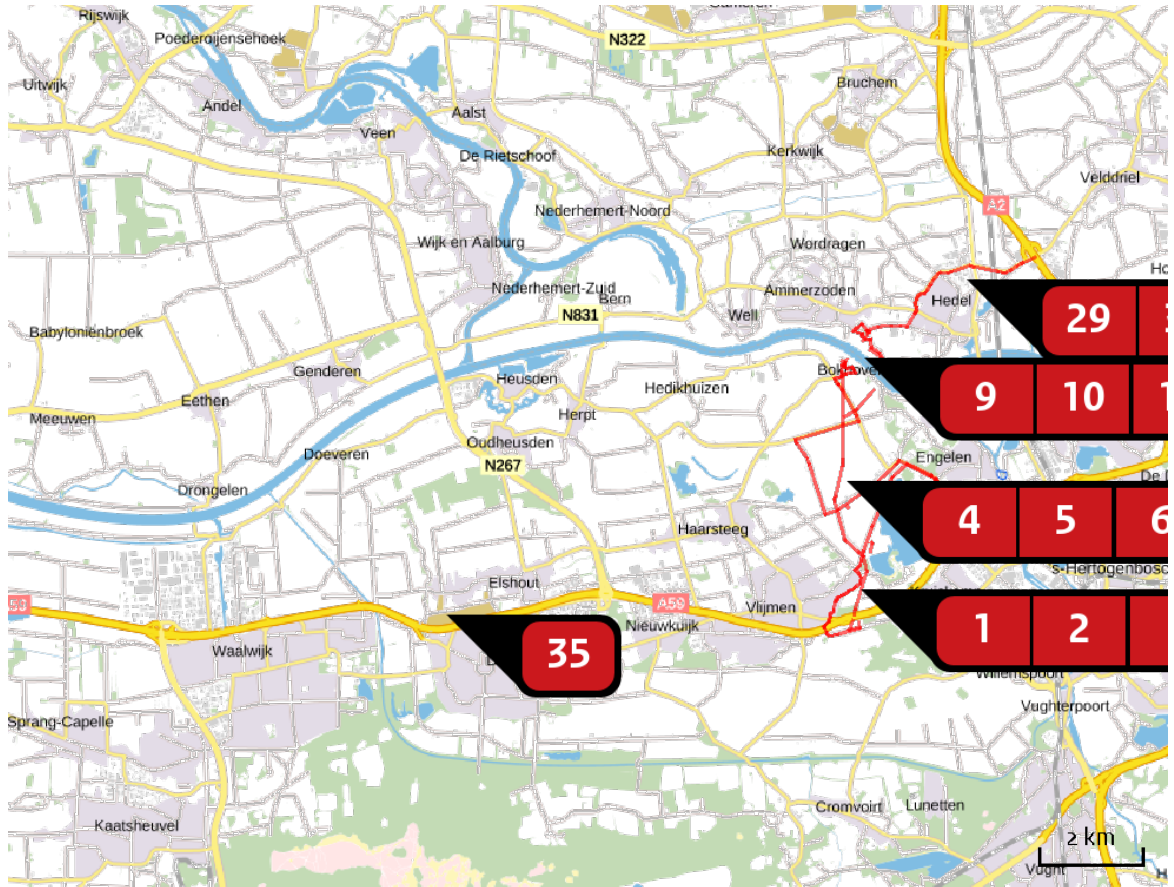 Rijswijk
Poederoijensehoek
N322
Uitwijk
Andel
Bruchem
Aalst
Veen
Kerkwijk
De Rietschoof
Velddriel
A2
Nederhemert-Noord
Wijk en Aalburg
Wordragen
Nederhemert-Zuid
Bern
Ammerzoden
Hedel
N831
Well
29
Babyloniënbroek
Genderen
Heusden
Hedikhuizen
9 10
Eethen
Meeuwen
Herpt
Oudheusden
Doeveren
Engelen
N267
Drongelen
Haarsteeg
4 5 6
's-Hertogenbosch
Elshout
A59
Vlijmen
Nieuwkuijk
1 2
Waalwijk
35
Willemspoort
Vughterpoort
Sprang-Capelle
Cromvoirt
Lunetten
Kaatsheuvel
2 km
Vught